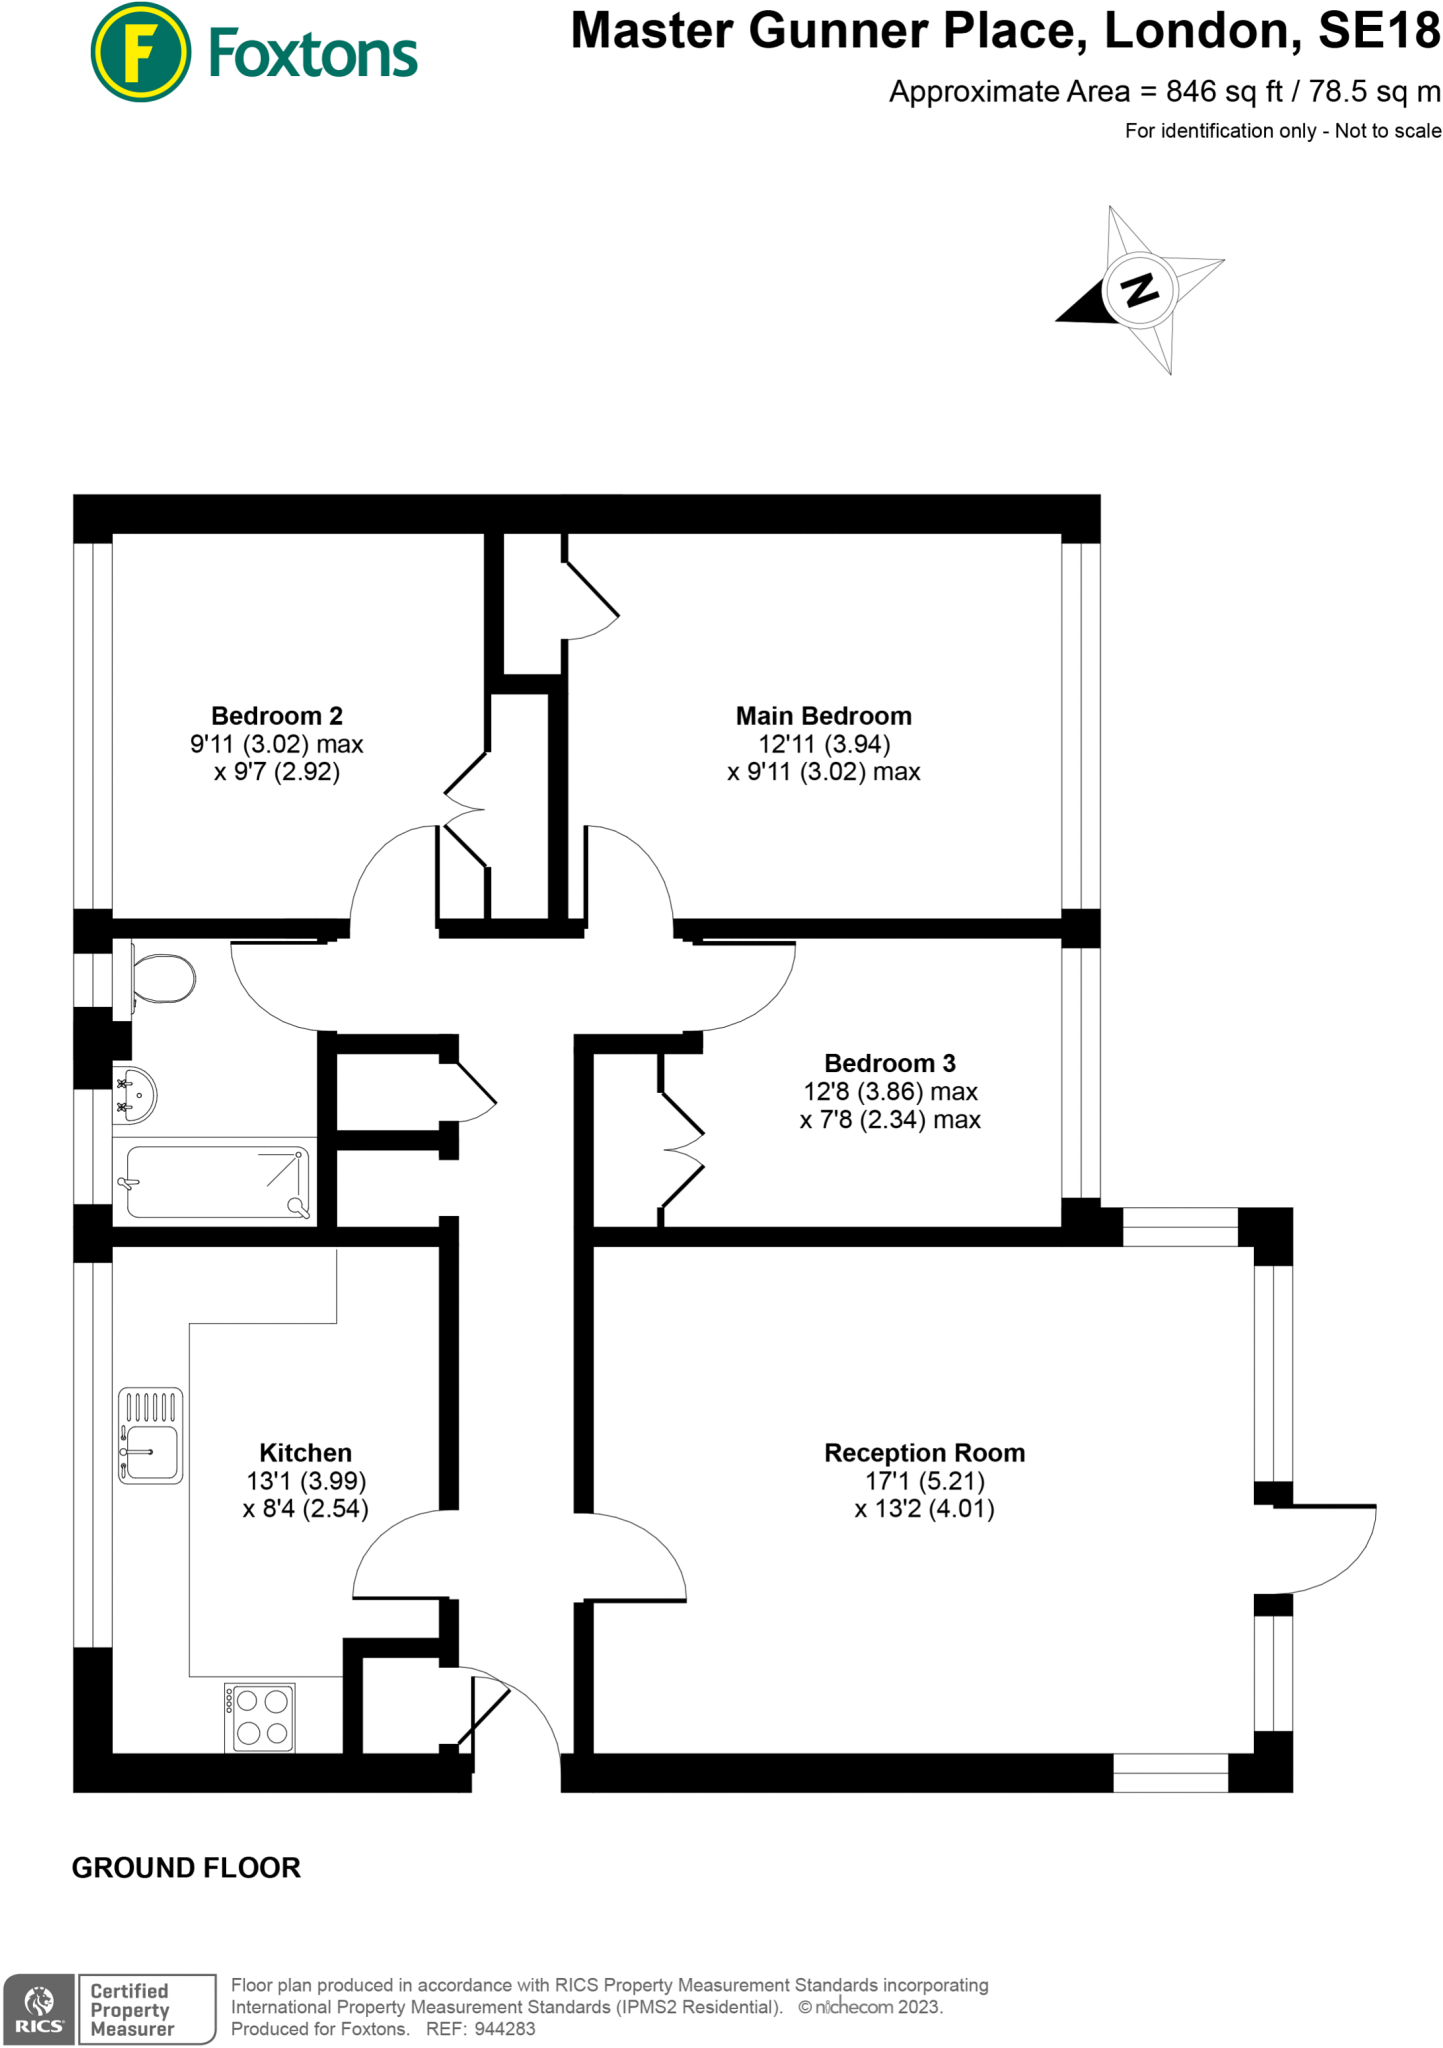 F Foxtons
Master Gunner Place, London, SE18
Approximate Area = 846 sq ft / 78.5 sq m
For identification only - Not to scale
N
Bedroom 2
9'11 (3.02) max
x 9'7 (2.92)
Main Bedroom
12'11 (3.94)
x 9'11 (3.02) max
Bedroom 3
12'8 (3.86) max
x 7'8 (2.34) max
Kitchen
13'1 (3.99)
x 8'4 (2.54)
Reception Room
17'1 (5.21)
x 13'2 (4.01)
GROUND FLOOR
RICS
Certified
Property
Measurer
Floor plan produced in accordance with RICS Property Measurement Standards incorporating
International Property Measurement Standards (IPMS2 Residential). © nichecom 2023.
Produced for Foxtons. REF: 944283